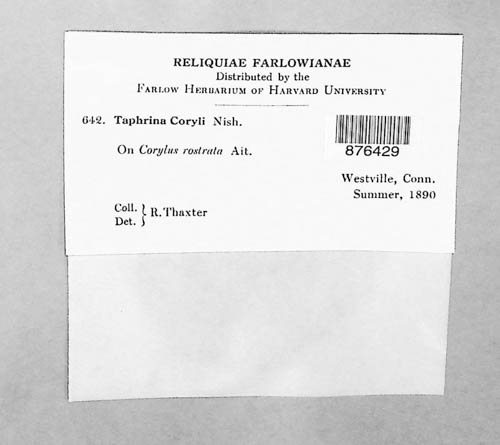 RELIQUIAE FARLOWIANAE
Distributed by the
FARLOW HERBARIUM OF HARVARD UNIVERSITY
642. Taphrina Coryli Nish.
876429
On Corylus rostrata Ait.
Westville, Conn.
Summer, 1890
Coll. } R. Thaxter
Det.